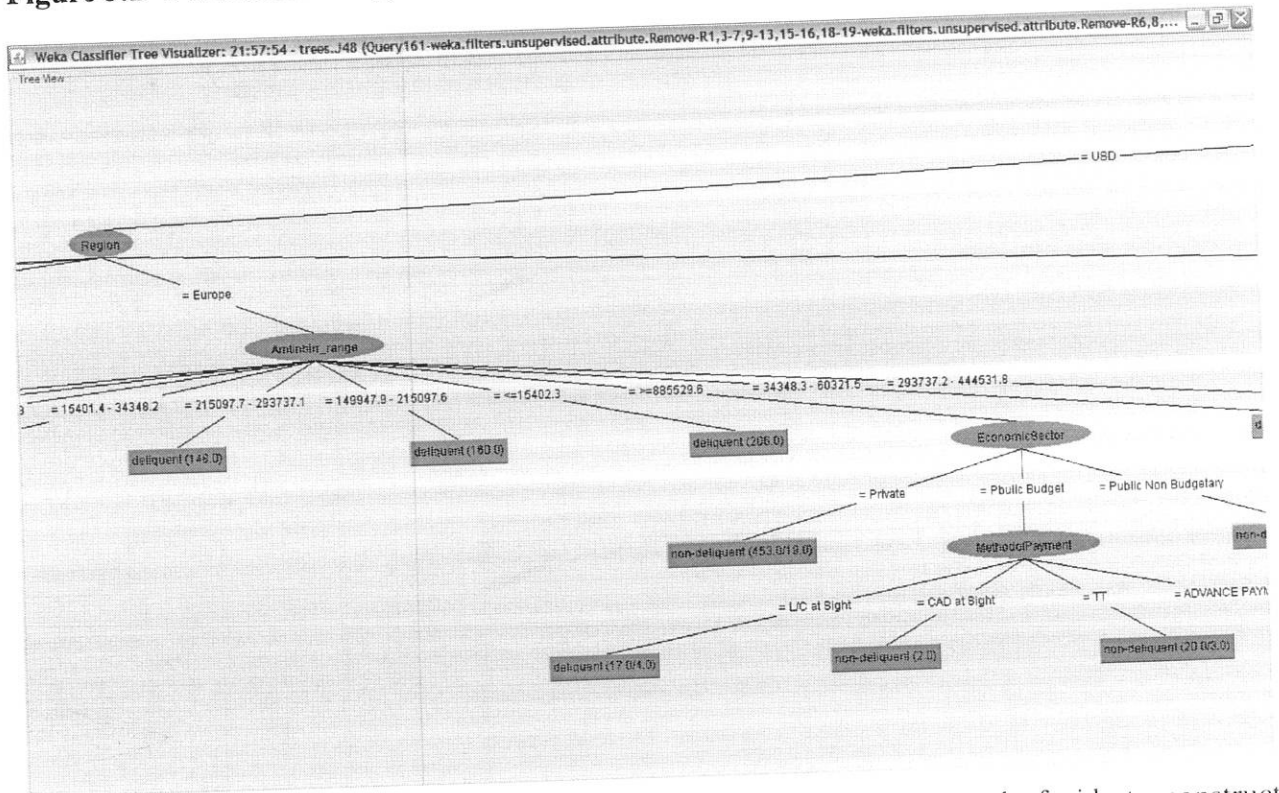 Weka Classifier Tree Visualizer: 21:57:54 - trees.J48 (Query161-weka.filters.unsupervised.attribute.Remove-R1,3-7,9-13,15-16,18-19-weka.filters.unsupervised.attribute.Remove-R6,8,...
Tree View
= USD
Region
= Europe
Amtinbirr_range
= 15401.4 - 34348.2
= 215097.7 - 293737.1
= 149947.9 - 215097.6
= <=15402.3
= >=885529.6
= 34348.3 - 60321.5
= 293737.2 - 444531.8
deliquent (146.0)
deliquent (160.0)
deliquent (206.0)
EconomicSector
= Private
= Pbulic Budget
= Public Non Budgetary
non-deliquent (453.0/19.0)
MethodofPayment
non-d
= L/C at Sight
= CAD at Sight
= TT
= ADVANCE PAYM
deliquent (17.0/4.0)
non-deliquent (2.0)
non-deliquent (20.0/3.0)